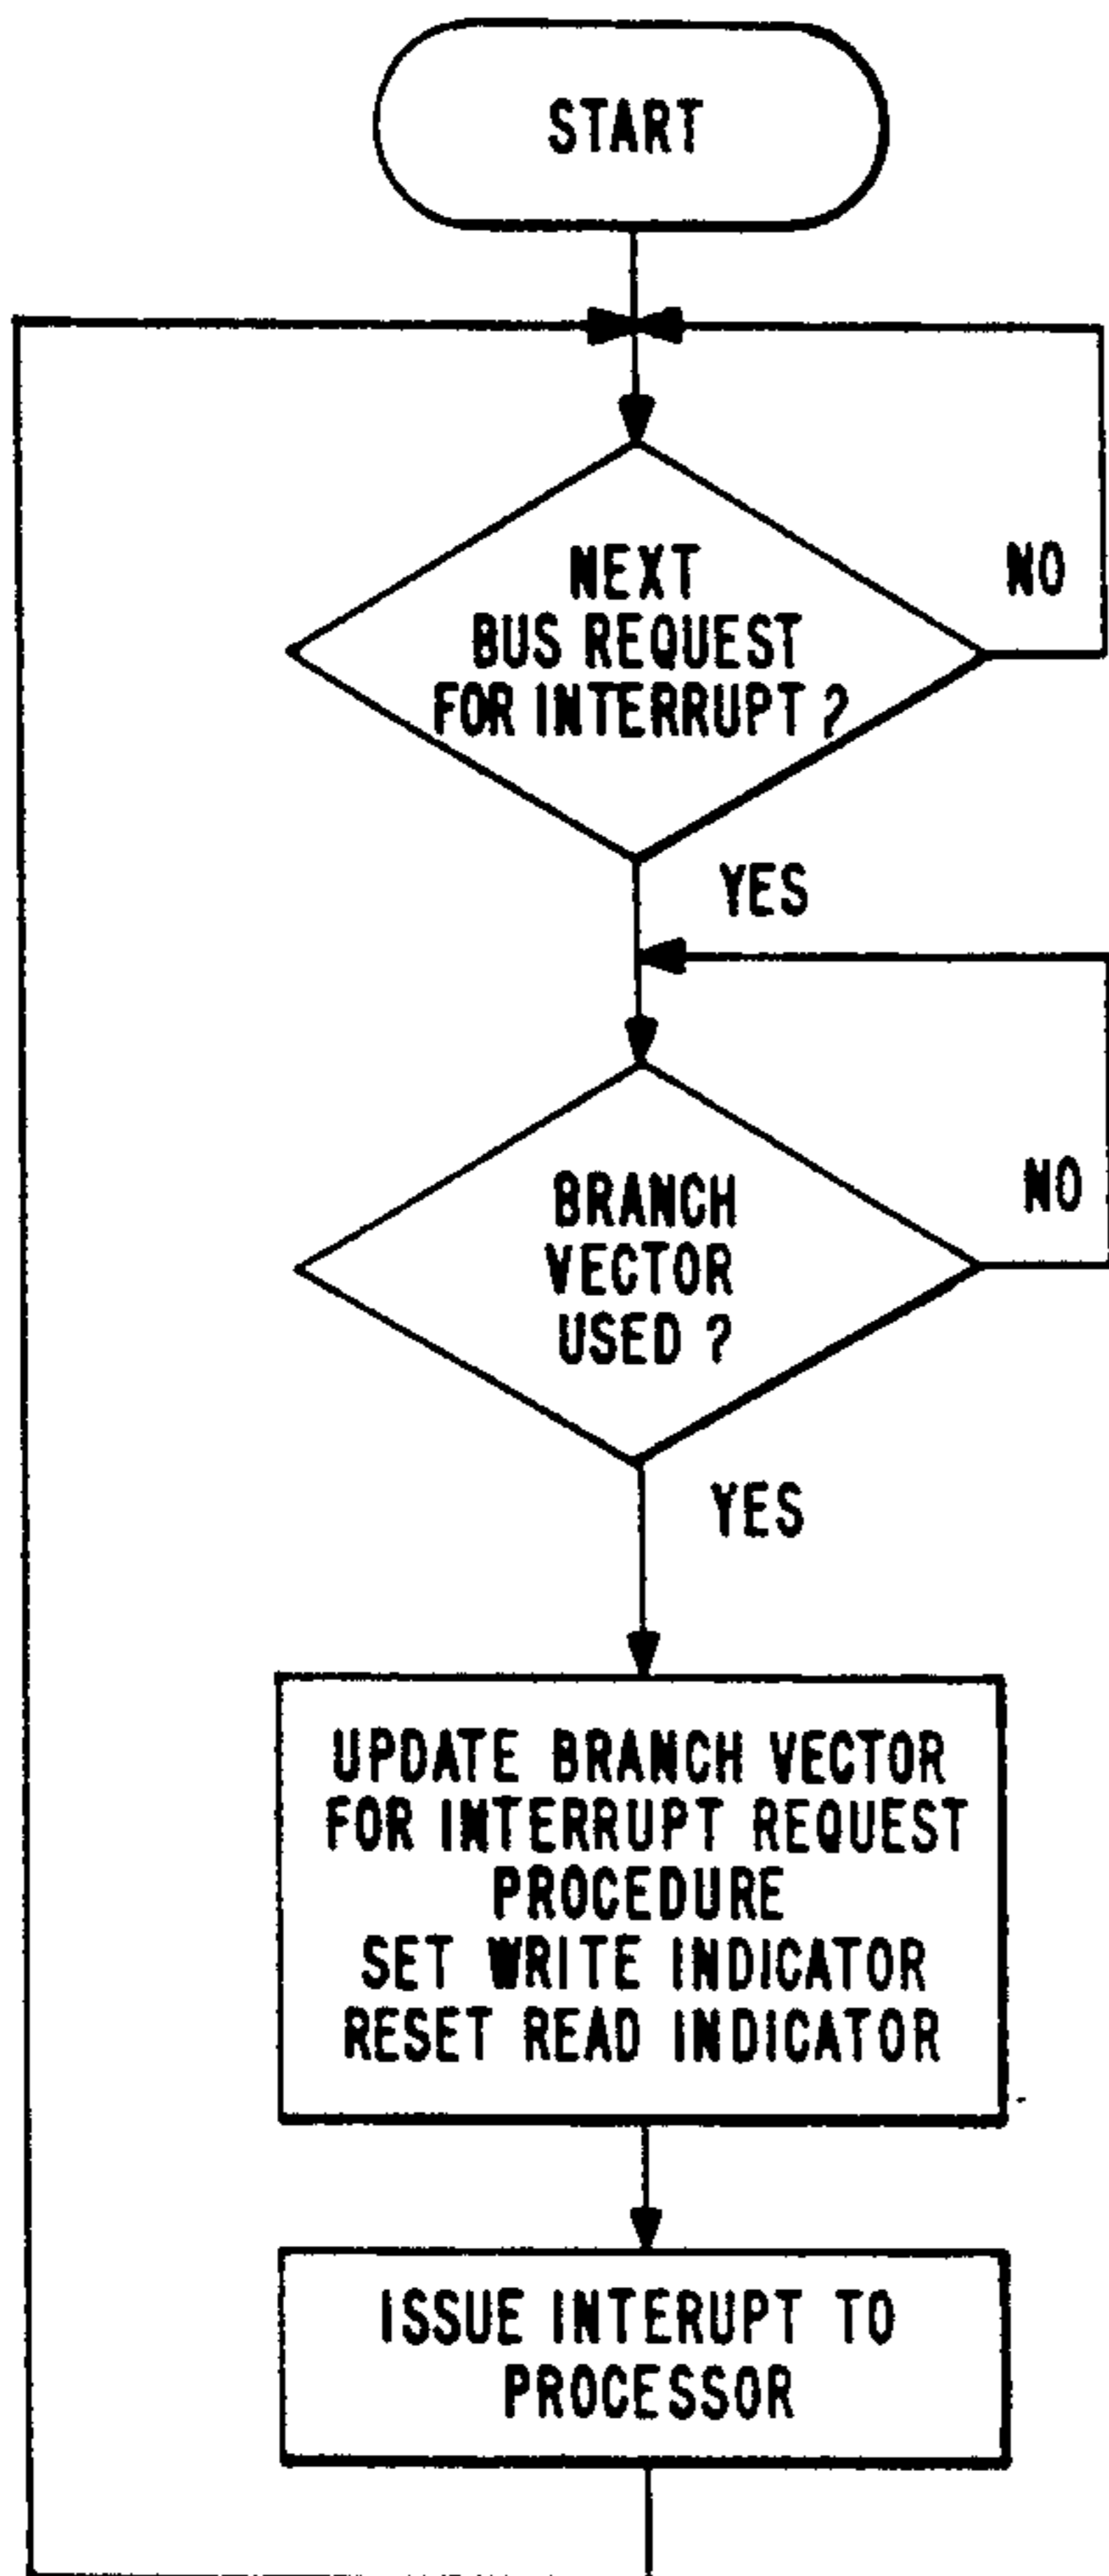 START
NEXT
BUS REQUEST
FOR INTERRUPT ?
NO
YES
BRANCH
VECTOR
USED ?
NO
YES
UPDATE BRANCH VECTOR
FOR INTERRUPT REQUEST
PROCEDURE
SET WRITE INDICATOR
RESET READ INDICATOR
ISSUE INTERUPT TO
PROCESSOR